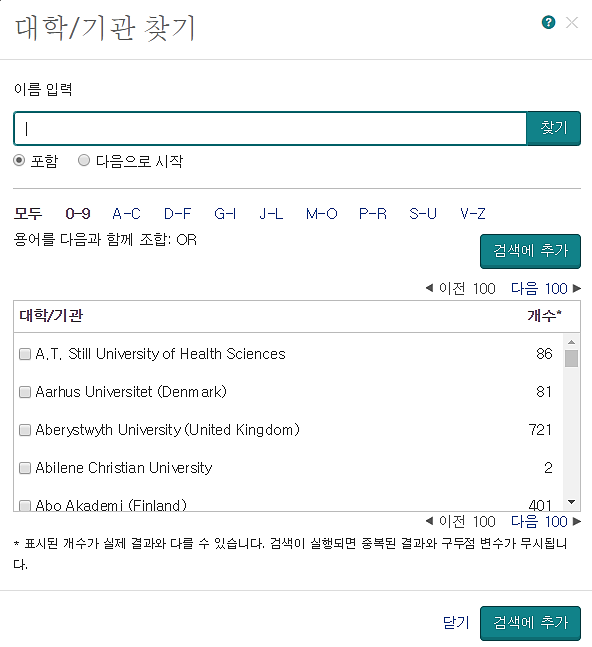 대학/기관 찾기
?
이름 입력
찾기
포함 다음으로 시작
모두 0-9 A-C D-F G-I J-L M-O P-R S-U V-Z
용어를 다음과 함께 조합: OR
검색에 추가
이전 100 다음 100
대학/기관 개수*
A.T. Still University of Health Sciences 86
Aarhus Universitet (Denmark) 81
Aberystwyth University (United Kingdom) 721
Abilene Christian University 2
Abo Akademi (Finland) 401
이전 100 다음 100
* 표시된 개수가 실제 결과와 다를 수 있습니다. 검색이 실행되면 중복된 결과와 구두점 변수가 무시됩니
다.
닫기 검색에 추가